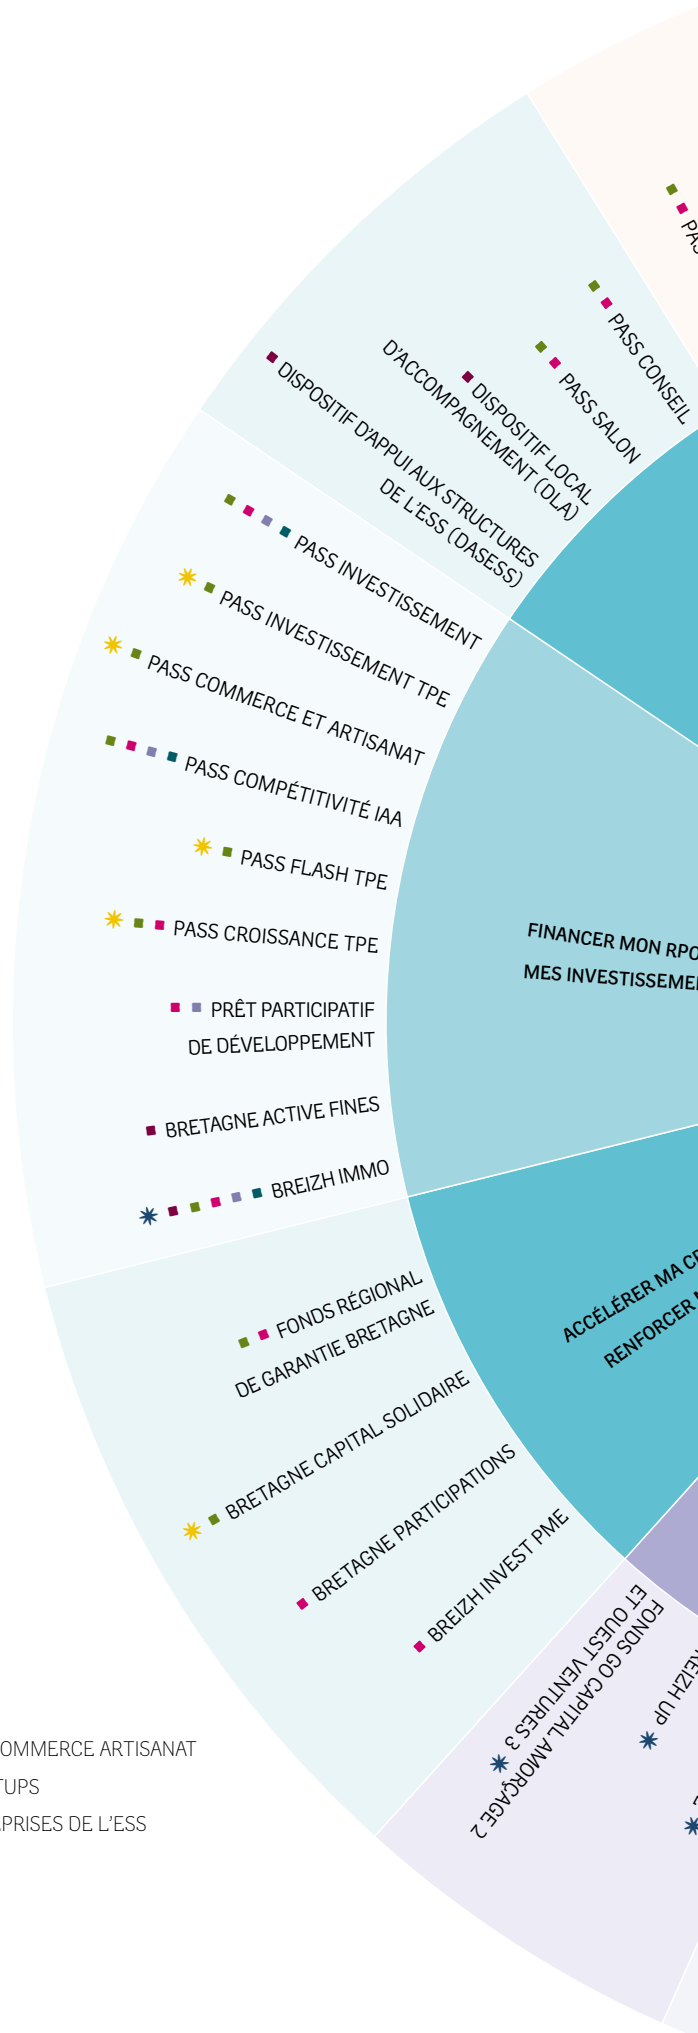 PASS CONSEIL
PASS SALON
DISPOSITIF LOCAL
D'ACCOMPAGNEMENT (DLA)
DISPOSITIF D'APPUI AUX STRUCTURES
DE L'ESS (DASESS)
PASS INVESTISSEMENT
PASS INVESTISSEMENT TPE
PASS COMMERCE ET ARTISANAT
PASS COMPÉTITIVITÉ IAA
PASS FLASH TPE
PASS CROISSANCE TPE
PRÊT PARTICIPATIF
DE DÉVELOPPEMENT
BRETAGNE ACTIVE FINES
BREIZH IMMO
FINANCER MON RPO
MES INVESTISSEME
ACCÉLÉRER MA CR
RENFORCER
FONDS RÉGIONAL
DE GARANTIE BRETAGNE
BRETAGNE CAPITAL SOLIDAIRE
BRETAGNE PARTICIPATIONS
BREIZH INVEST PME
FONDS GO CAPITAL AMORÇAGE 2
ET OUEST VENTURES 3
REIZH UP
OMMERCE ARTISANAT
TUPS
PRISES DE L'ESS